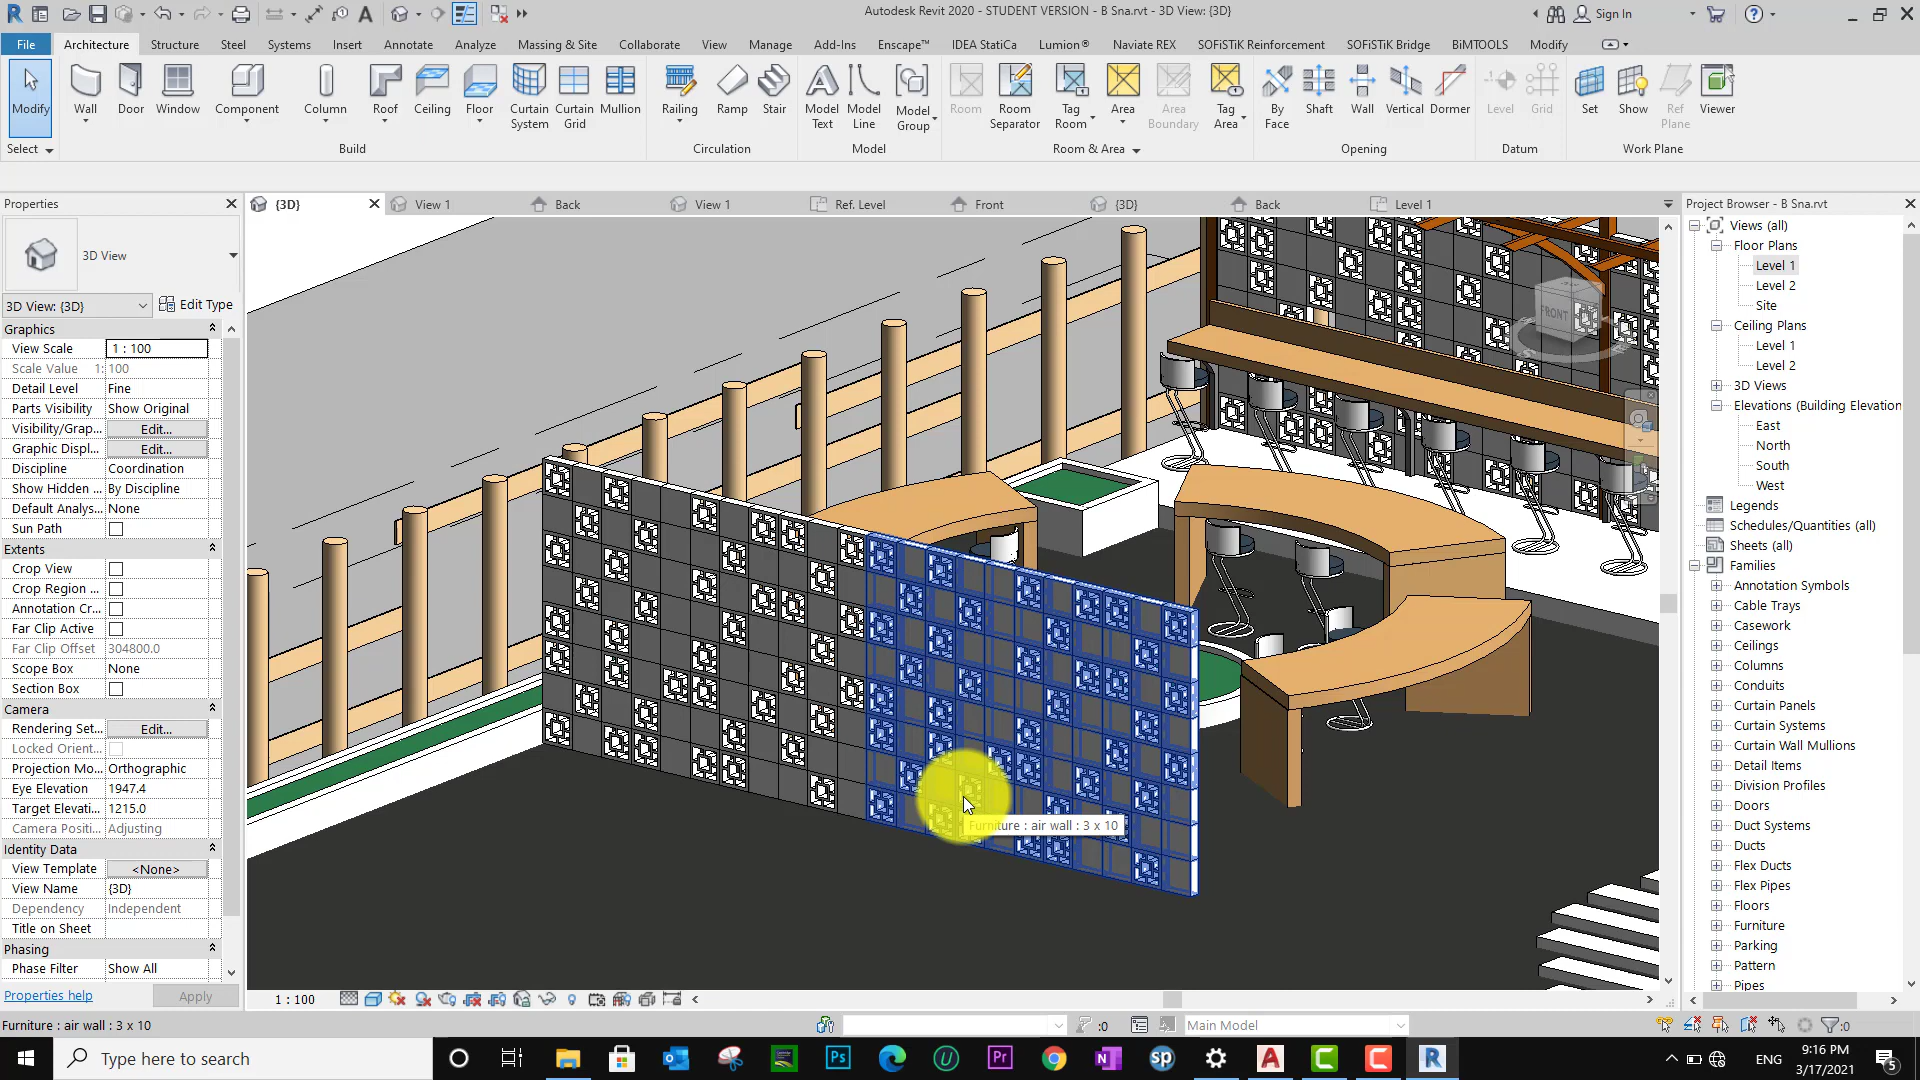 Autodesk Revit 2020 - STUDENT VERSION - B Sna.rvt - 3D View: {3D}
Sign In
File Architecture Structure Steel Systems Insert Annotate Analyze Massing & Site Collaborate View Manage Add-Ins Enscape™ IDEA StatiCa Lumion® Naviate REX SOFiSTiK Reinforcement SOFiSTiK Bridge BiMTOOLS Modify
Modify Wall Door Window Component Column Roof Ceiling Floor Curtain System Curtain Grid Mullion Railing Ramp Stair Model Text Model Line Model Group Room Room Separator Tag Room Area Area Boundary Tag Area By Face Shaft Wall Vertical Dormer Level Grid Set Show Ref Plane Viewer
Select Build Circulation Model Room & Area Opening Datum Work Plane
Properties
{3D} View 1 Back View 1 Ref. Level Front {3D} Back Level 1
Project Browser - B Sna.rvt
3D View
3D View: {3D} Edit Type
Graphics
View Scale 1 : 100
Scale Value 1: 100
Detail Level Fine
Parts Visibility Show Original
Visibility/Grap... Edit...
Graphic Displ... Edit...
Discipline Coordination
Show Hidden ... By Discipline
Default Analys... None
Sun Path
Extents
Crop View
Crop Region ...
Annotation Cr...
Far Clip Active
Far Clip Offset 304800.0
Scope Box None
Section Box
Camera
Rendering Set... Edit...
Locked Orient...
Projection Mo... Orthographic
Eye Elevation 1947.4
Target Elevati... 1215.0
Camera Positi... Adjusting
Identity Data
View Template <None>
View Name {3D}
Dependency Independent
Title on Sheet
Phasing
Phase Filter Show All
Properties help Apply
FRONT
Furniture : air wall : 3 x 10
Views (all)
Floor Plans
Level 1
Level 2
Site
Ceiling Plans
Level 1
Level 2
3D Views
Elevations (Building Elevation
East
North
South
West
Legends
Schedules/Quantities (all)
Sheets (all)
Families
Annotation Symbols
Cable Trays
Casework
Ceilings
Columns
Conduits
Curtain Panels
Curtain Systems
Curtain Wall Mullions
Detail Items
Division Profiles
Doors
Duct Systems
Ducts
Flex Ducts
Flex Pipes
Floors
Furniture
Parking
Pattern
Pipes
1 : 100
Furniture : air wall : 3 x 10
:0
Main Model
:0
Type here to search
ENG
9:16 PM
3/17/2021
5